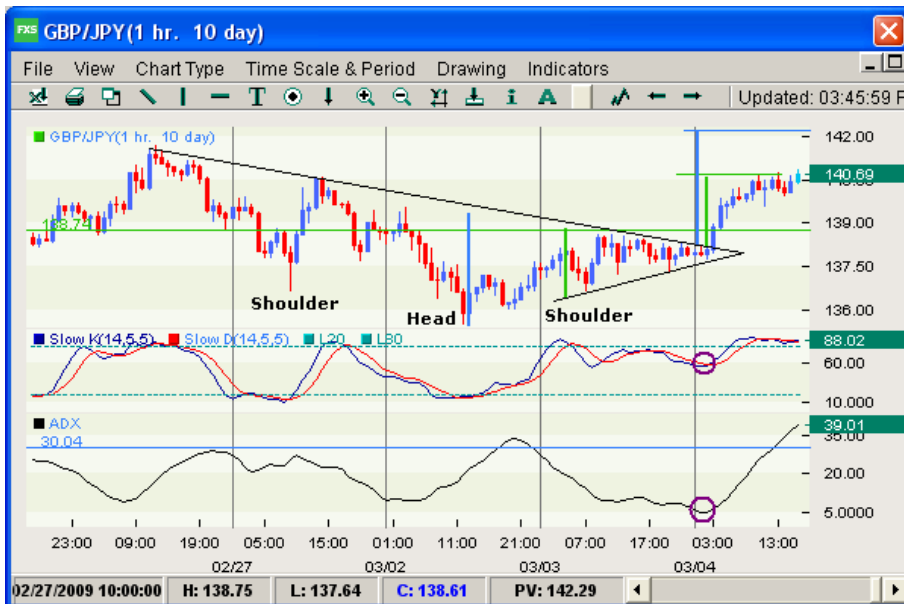 FXS GBP/JPY(1 hr. 10 day)
File View Chart Type Time Scale & Period Drawing Indicators
T i A Updated: 03:45:59 P
GBP/JPY(1 hr. 10 day)
142.00
140.69
138.74
139.00
137.50
136.00
Shoulder
Head
Shoulder
Slow K(14,5,5) Slow D(14,5,5) L20 L80
88.02
60.00
10.000
ADX
39.01
30.04
35.00
20.00
5.0000
23:00 09:00 19:00 05:00 15:00 01:00 11:00 21:00 07:00 17:00 03:00 13:00
02/27 03/02 03/03 03/04
02/27/2009 10:00:00 H: 138.75 L: 137.64 C: 138.61 PV: 142.29